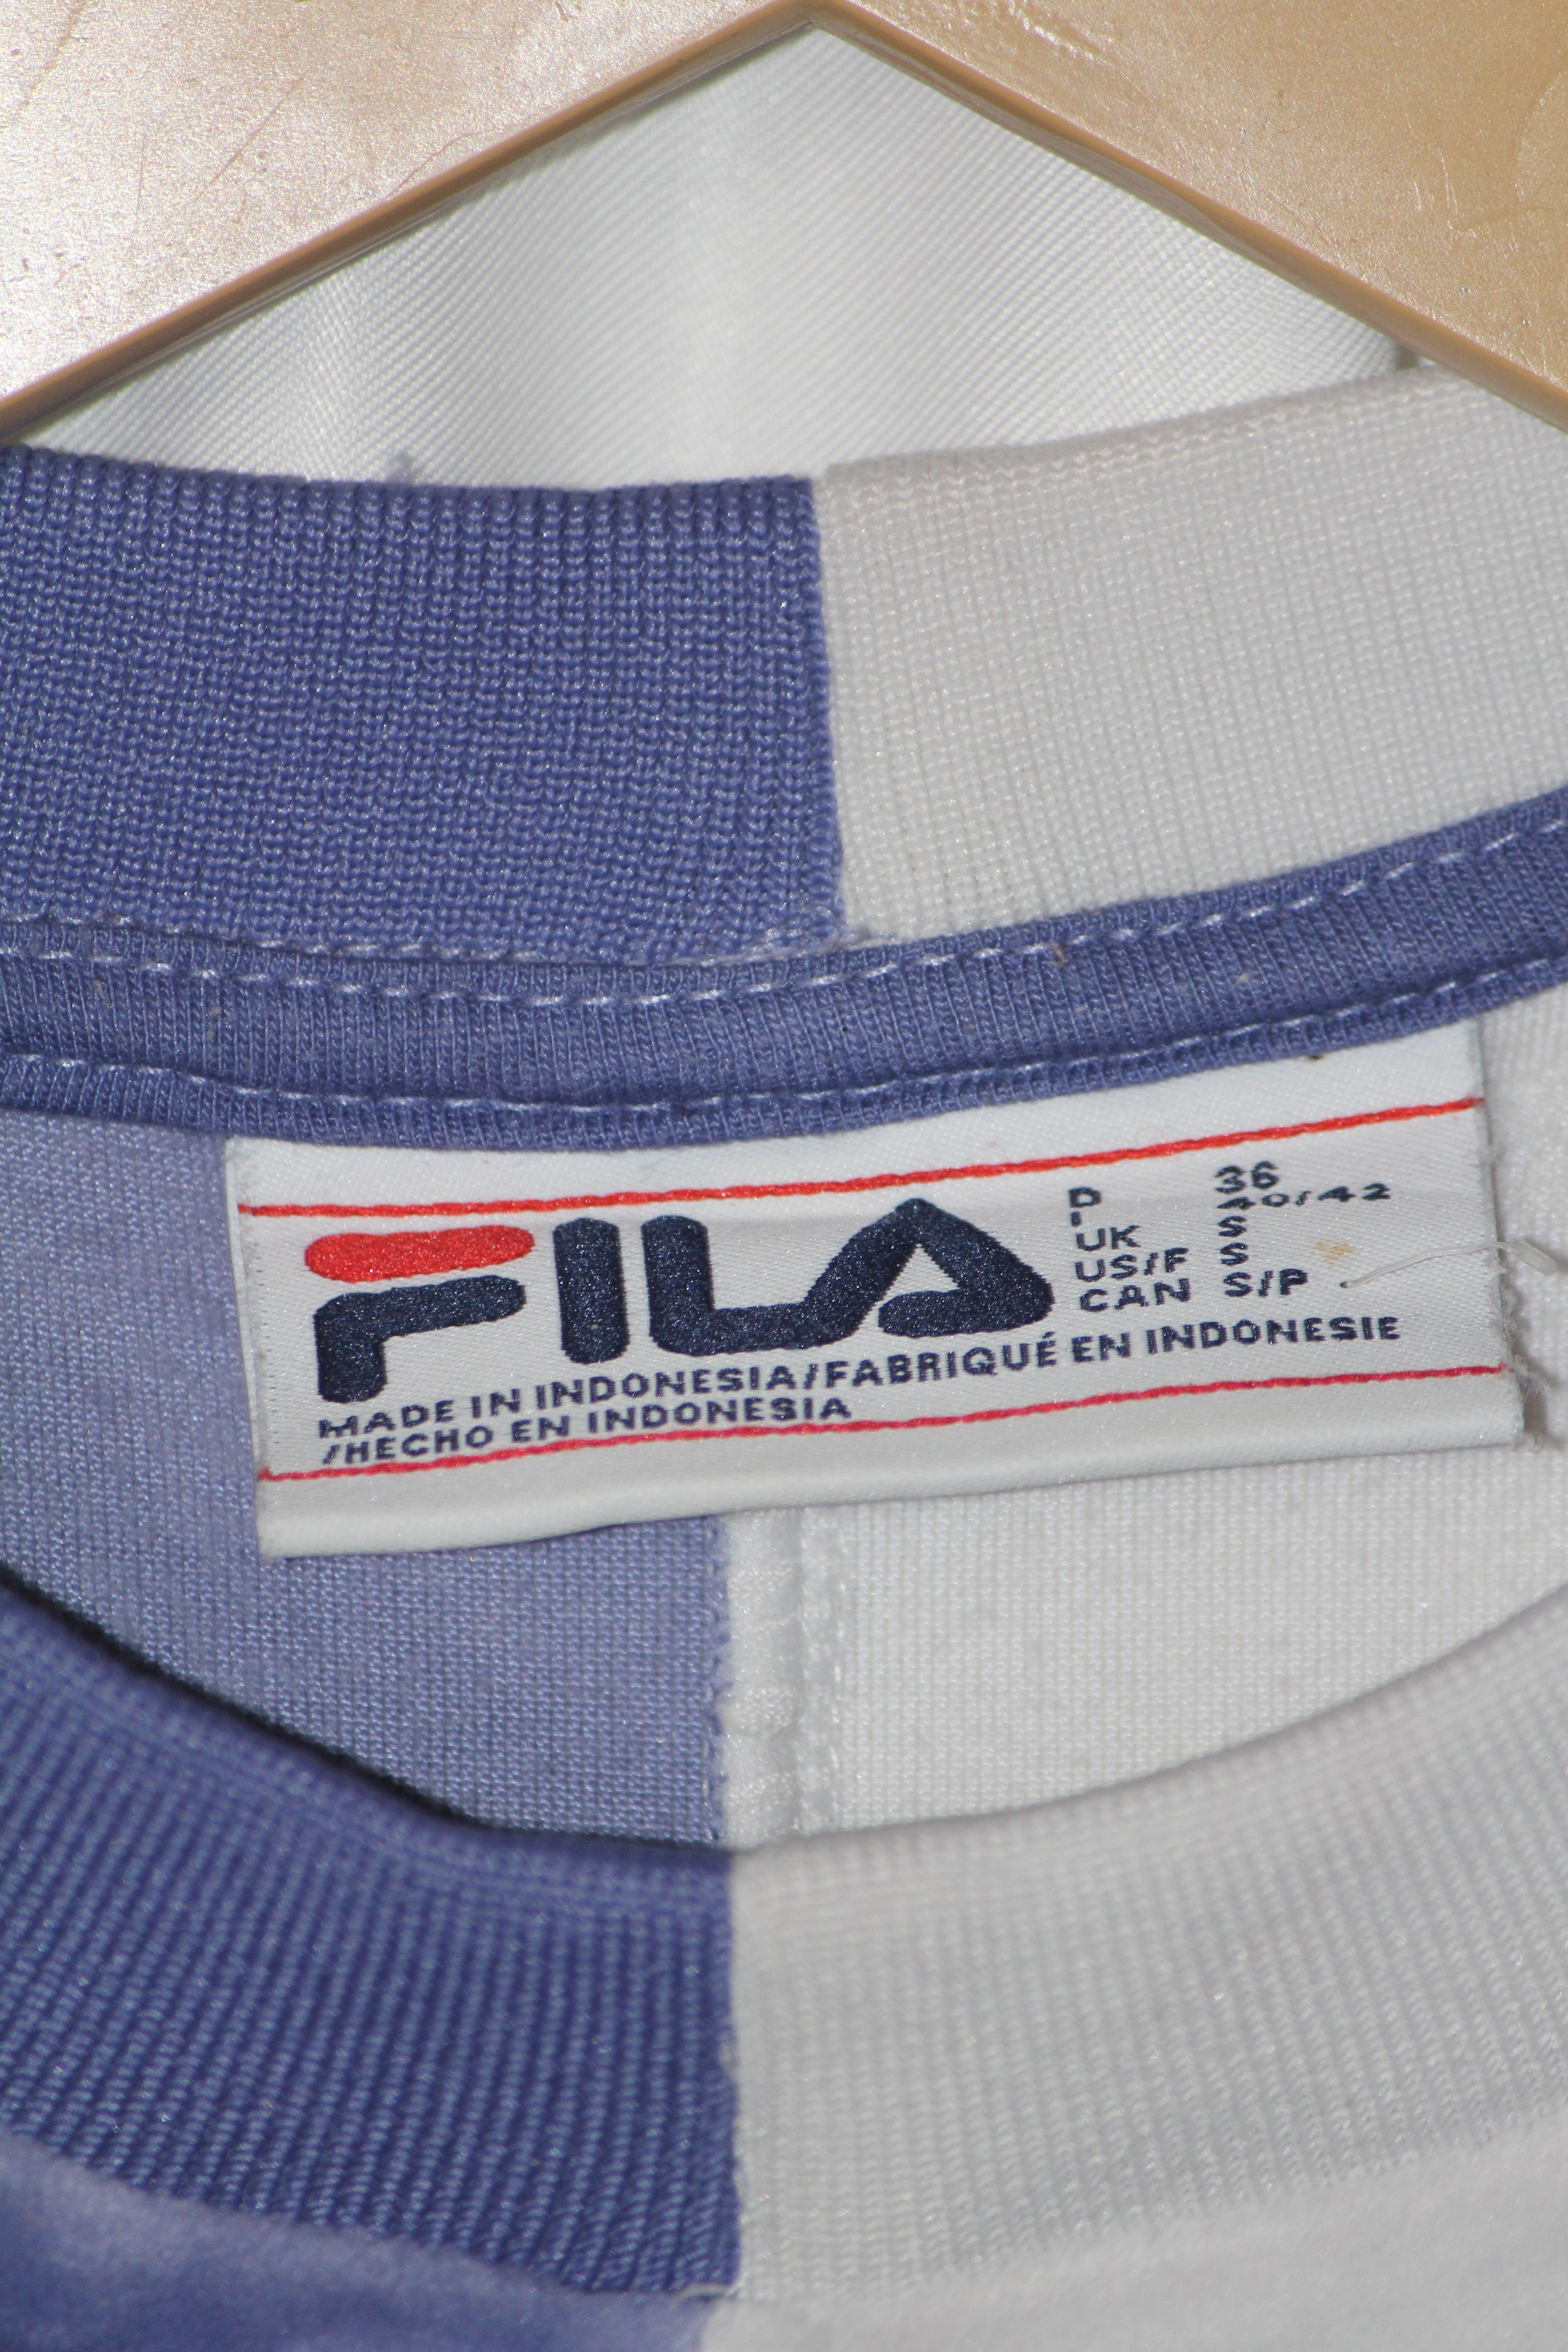 FILA
D 36
I 40/42
UK S
US/F S
CAN S/P
MADE IN INDONESIA/FABRIQUÉ EN INDONESIE
/HECHO EN INDONESIA